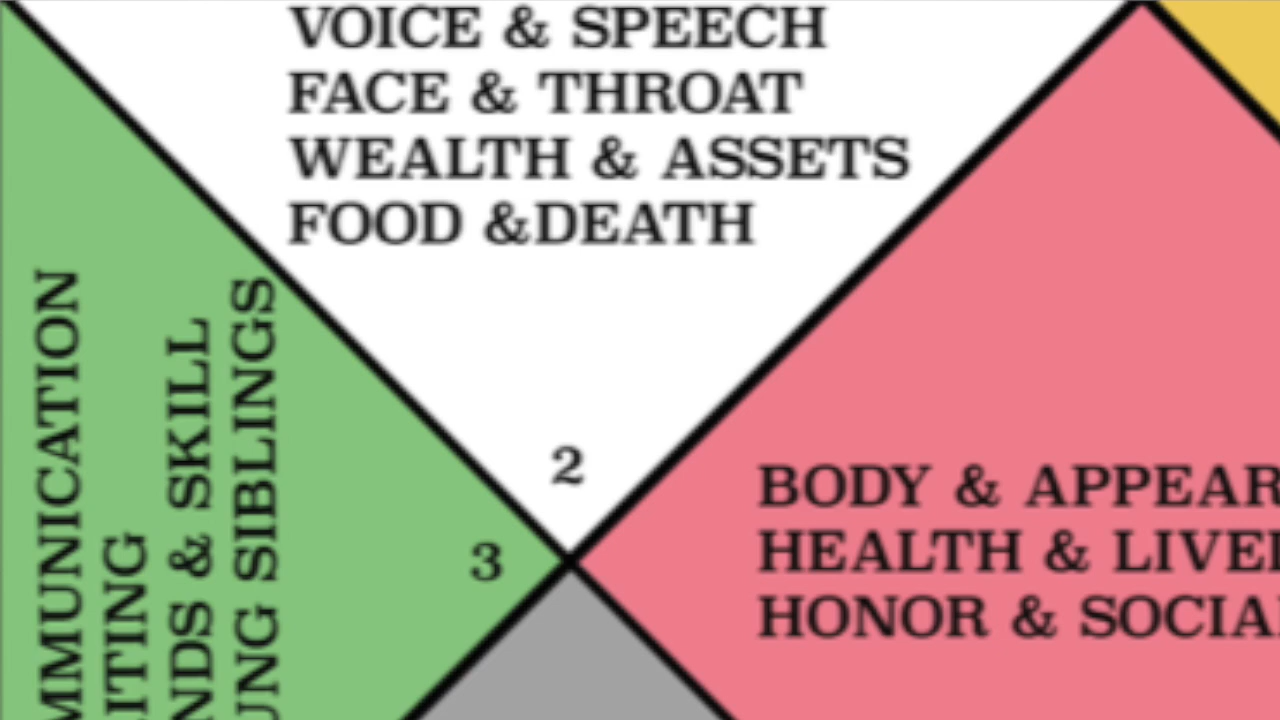 VOICE & SPEECH
FACE & THROAT
WEALTH & ASSETS
FOOD &DEATH
2
3
MMUNICATION
ITING
NDS & SKILL
UNG SIBLINGS
BODY & APPEAR
HEALTH & LIVE
HONOR & SOCIA